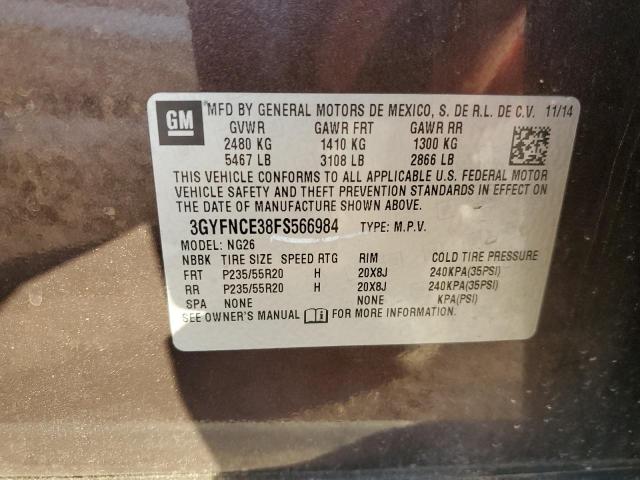 GM
MFD BY GENERAL MOTORS DE MEXICO, S. DE R.L. DE C.V. 11/14
GVWR GAWR FRT GAWR RR
2480 KG 1410 KG 1300 KG
5467 LB 3108 LB 2866 LB
THIS VEHICLE CONFORMS TO ALL APPLICABLE U.S. FEDERAL MOTOR
VEHICLE SAFETY AND THEFT PREVENTION STANDARDS IN EFFECT ON
THE DATE OF MANUFACTURE SHOWN ABOVE.
3GYFNCE38FS566984 TYPE: M.P.V.
MODEL: NG26
NBBK TIRE SIZE SPEED RTG RIM COLD TIRE PRESSURE
FRT P235/55R20 H 20X8J 240KPA(35PSI)
RR P235/55R20 H 20X8J 240KPA(35PSI)
SPA NONE NONE KPA(PSI)
SEE OWNER'S MANUAL FOR MORE INFORMATION.